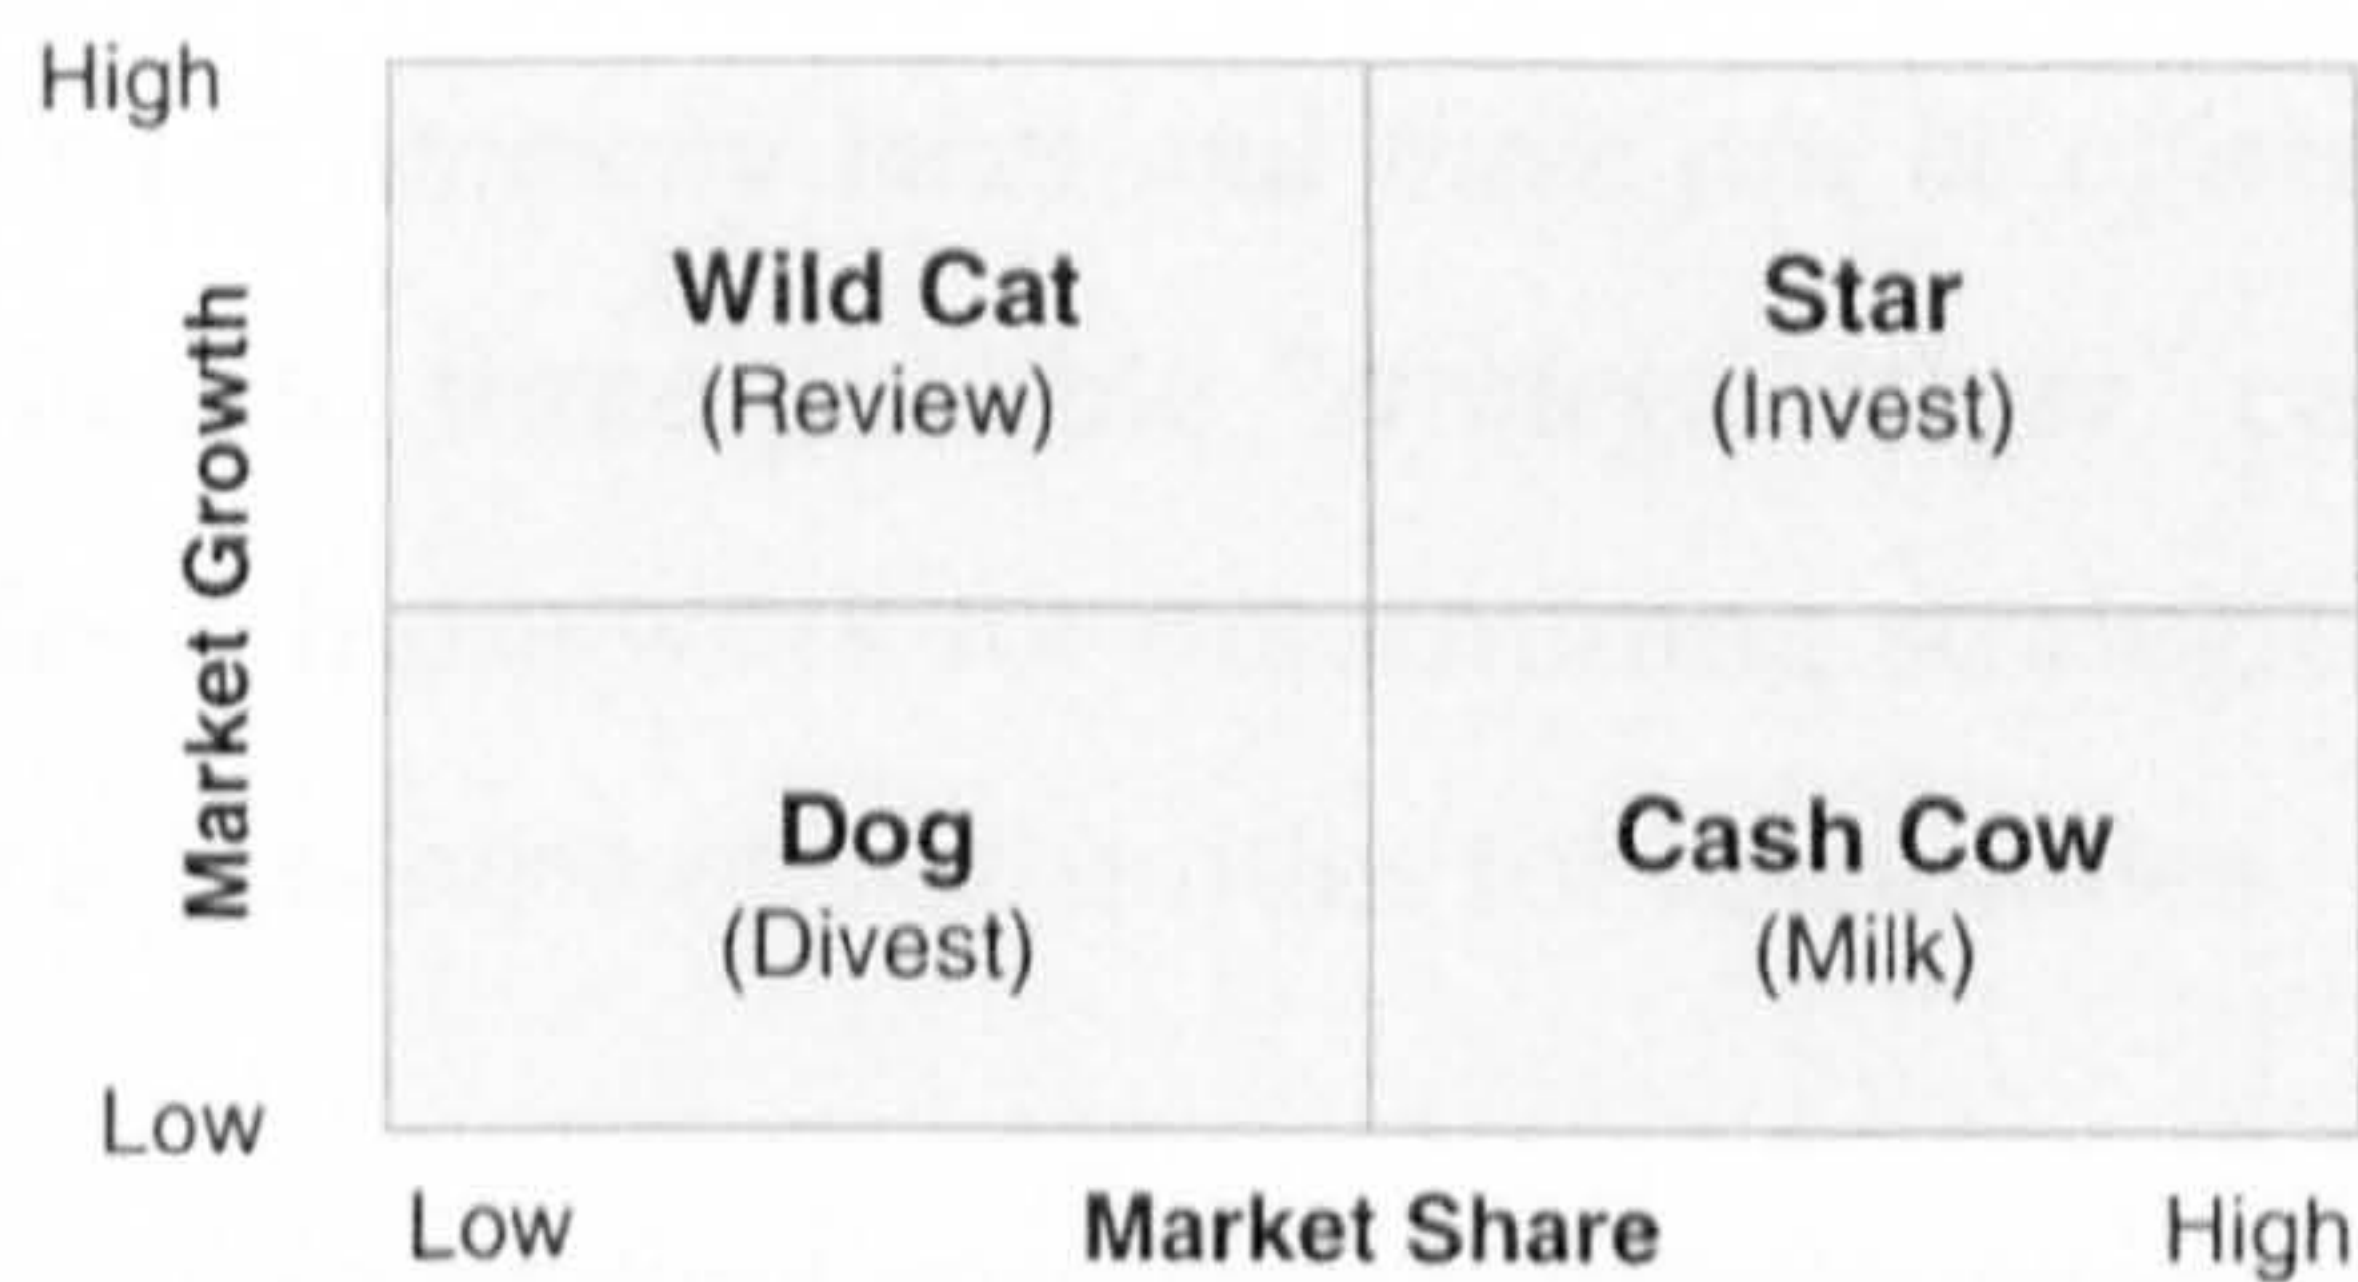 High
Wild Cat
(Review)
Star
(Invest)
Market Growth
Dog
(Divest)
Cash Cow
(Milk)
Low
Low
Market Share
High